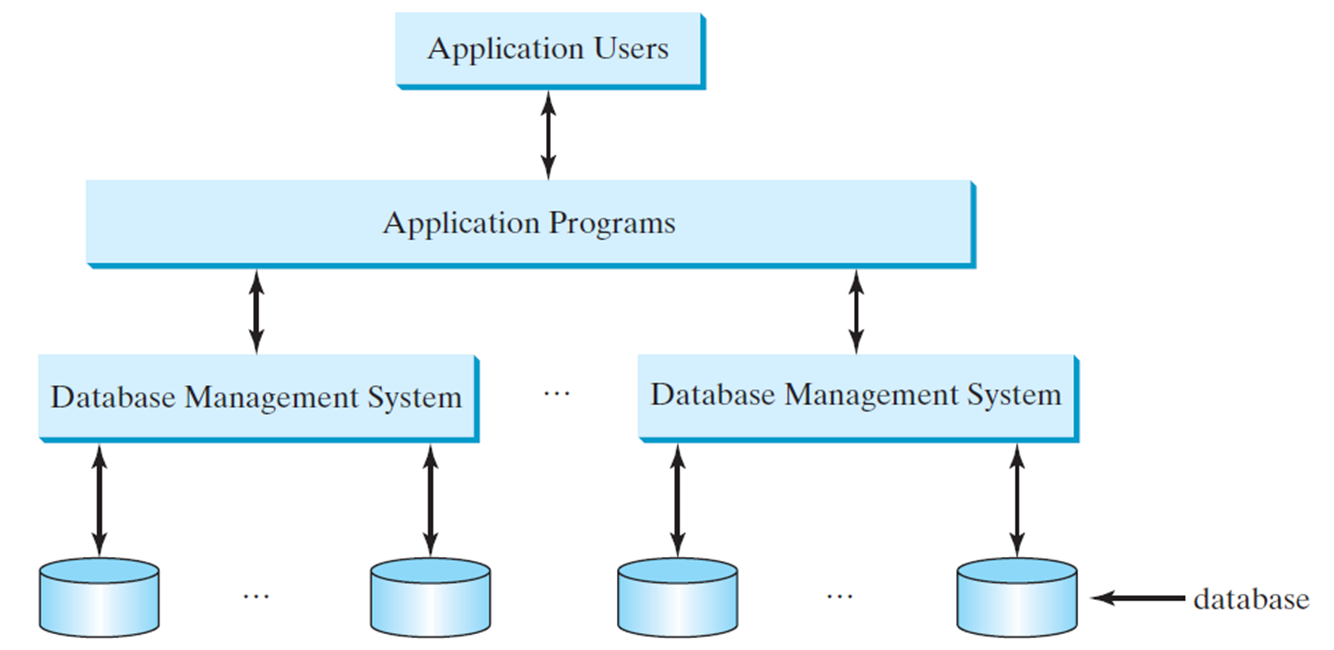 Application Users
Application Programs
Database Management System
...
Database Management System
...
...
database